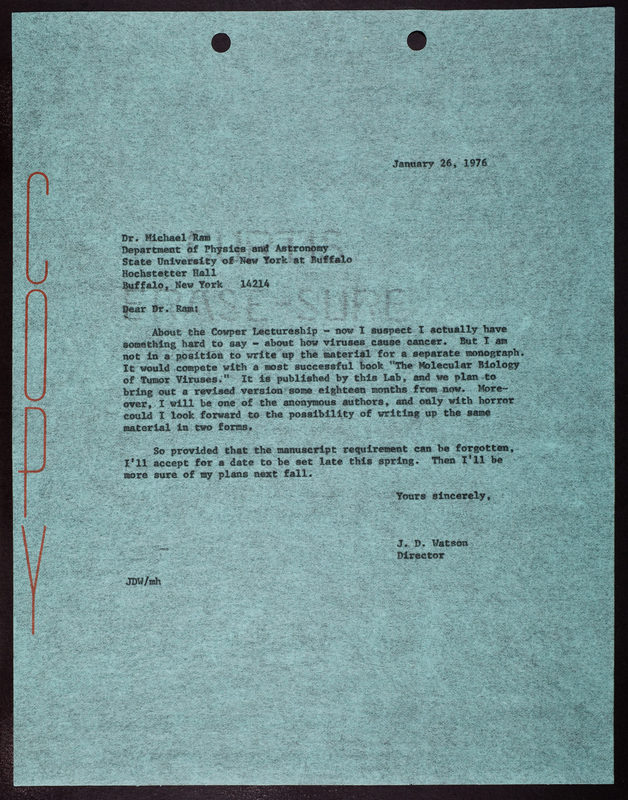 January 26, 1976
Dr. Michael Ram
Department of Physics and Astronomy
State University of New York at Buffalo
Hochstetter Hall
Buffalo, New York 14214
Dear Dr. Ram:
About the Cowper Lectureship - now I suspect I actually have
something hard to say - about how viruses cause cancer. But I am
not in a position to write up the material for a separate monograph.
It would compete with a most successful book "The Molecular Biology
of Tumor Viruses." It is published by this Lab, and we plan to
bring out a revised version some eighteen months from now. More-
over, I will be one of the anonymous authors, and only with horror
could I look forward to the possibility of writing up the same
material in two forms.
So provided that the manuscript requirement can be forgotten,
I'll accept for a date to be set late this spring. Then I'll be
more sure of my plans next fall.
Yours sincerely,
J. D. Watson
Director
JDW/mh
COPY
ERASE-SURE